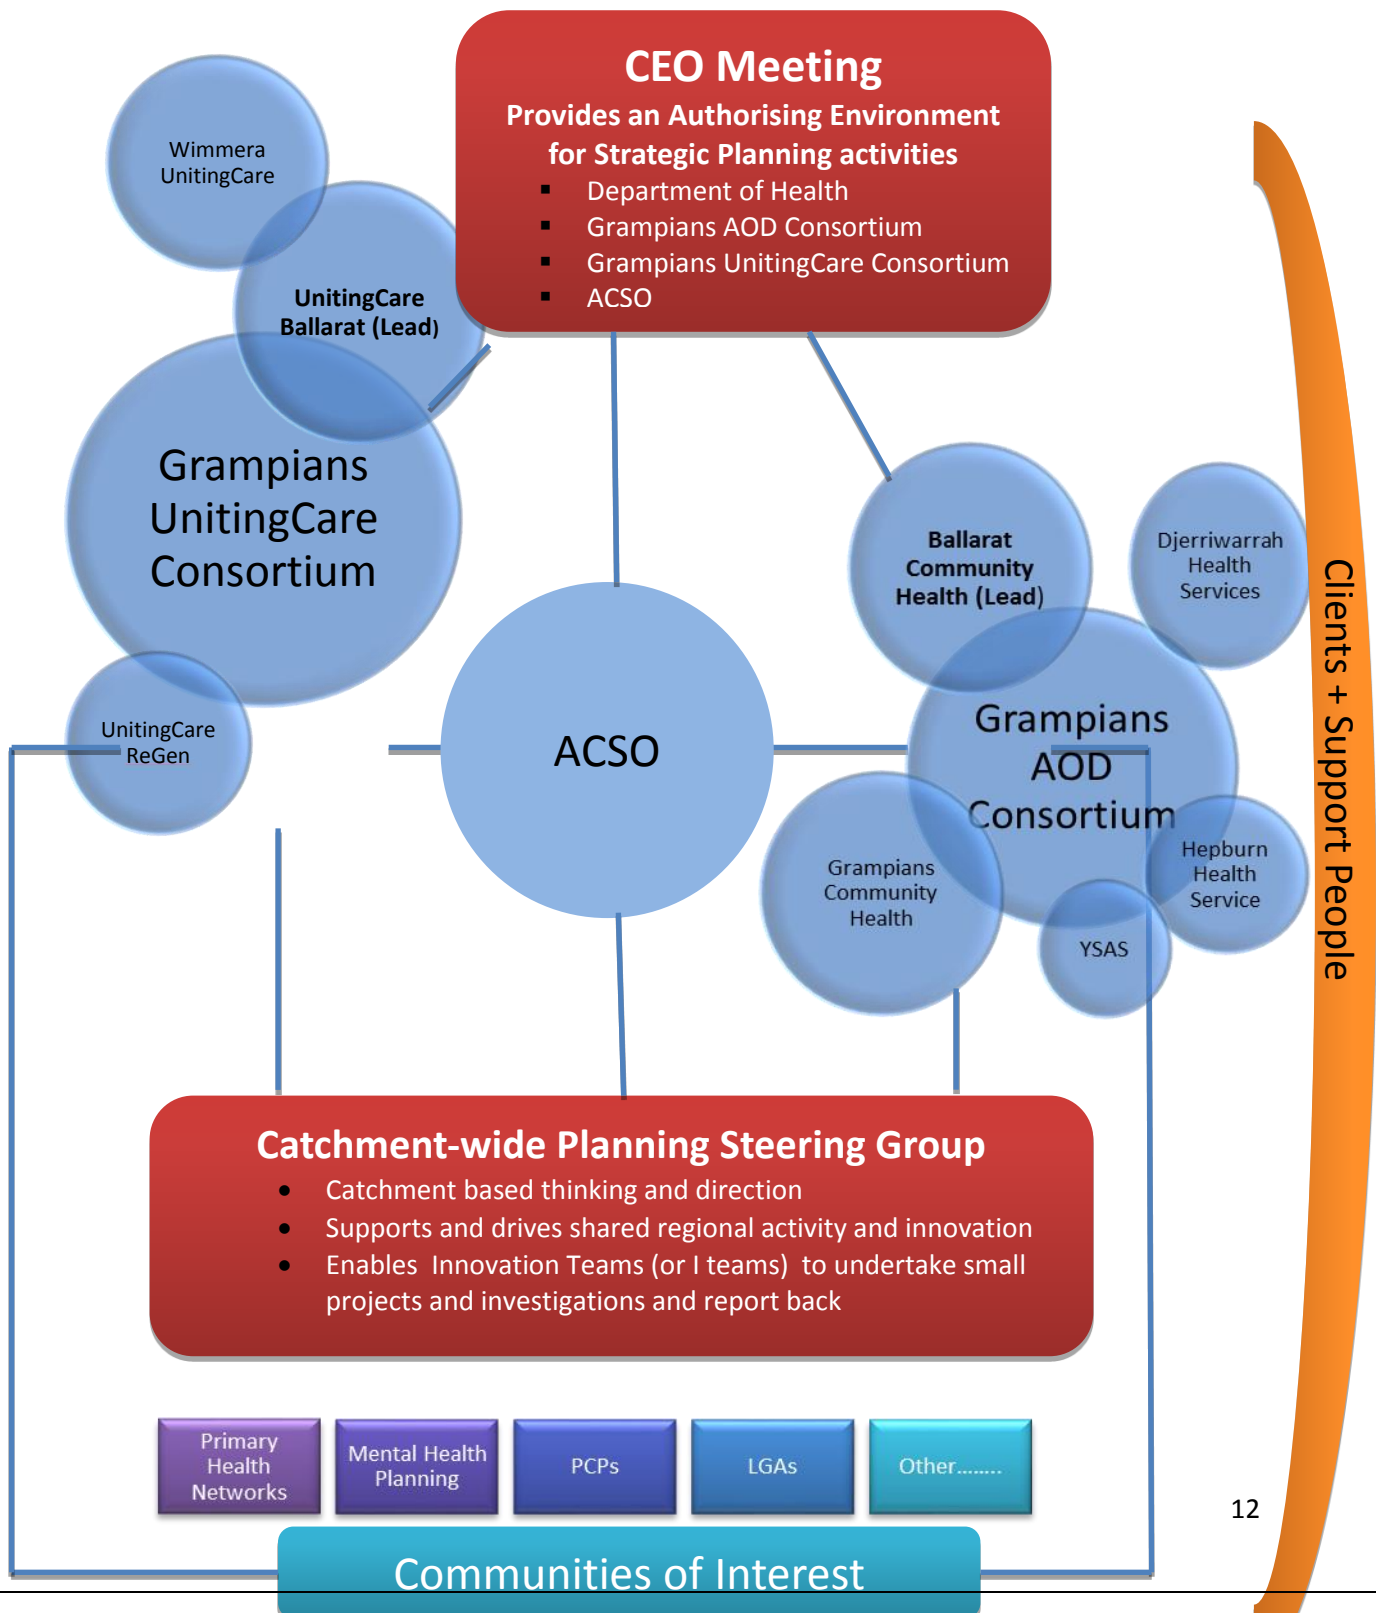 CEO Meeting
Provides an Authorising Environment
for Strategic Planning activities
▪ Department of Health
▪ Grampians AOD Consortium
▪ Grampians UnitingCare Consortium
▪ ACSO
Wimmera
UnitingCare
UnitingCare
Ballarat (Lead)
Grampians
UnitingCare
Consortium
UnitingCare
ReGen
ACSO
Ballarat
Community
Health (Lead)
Djerriwarrah
Health
Services
Grampians
AOD
Consortium
Grampians
Community
Health
Hepburn
Health
Service
YSAS
Clients + Support People
Catchment-wide Planning Steering Group
• Catchment based thinking and direction
• Supports and drives shared regional activity and innovation
• Enables  Innovation Teams (or I teams)  to undertake small
projects and investigations and report back
Primary
Health
Networks
Mental Health
Planning
PCPs
LGAs
Other........
12
Communities of Interest